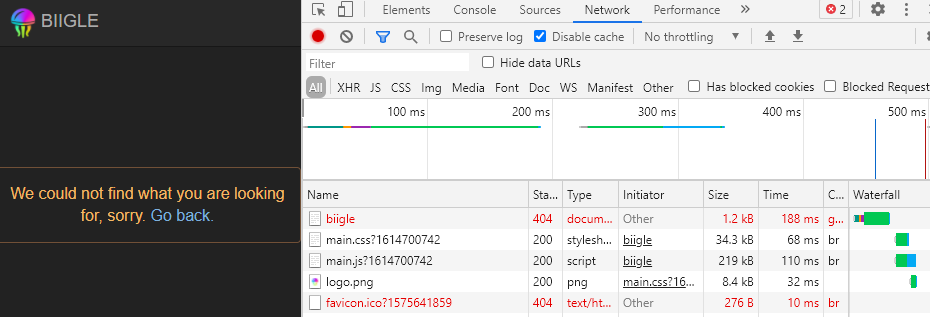 BIIGLE
We could not find what you are looking
for, sorry. Go back.
Elements Console Sources Network Performance » 2
Preserve log Disable cache No throttling ▼
Filter Hide data URLs
All XHR JS CSS Img Media Font Doc WS Manifest Other Has blocked cookies Blocked Request
100 ms 200 ms 300 ms 400 ms 500 ms
Name Sta... Type Initiator Size Time C... Waterfall
biigle 404 docum... Other 1.2 kB 188 ms g...
main.css?1614700742 200 stylesh... biigle 34.3 kB 68 ms br
main.js?1614700742 200 script biigle 219 kB 110 ms br
logo.png 200 png main.css?16... 8.4 kB 32 ms
favicon.ico?1575641859 404 text/ht... Other 276 B 10 ms br